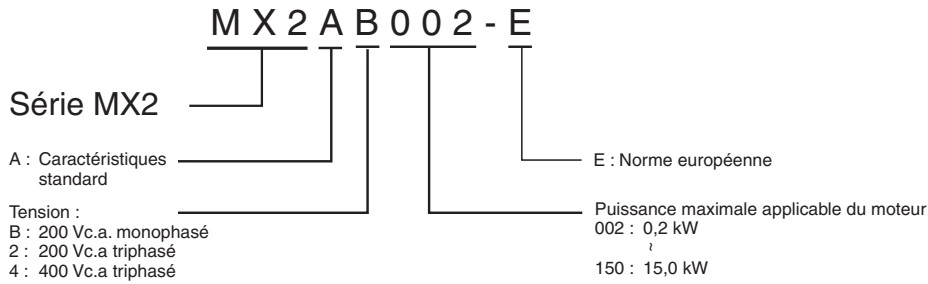 MX2AB002-E
Série MX2
A : Caractéristiques
standard
E : Norme européenne
Tension :
B : 200 Vc.a. monophasé
2 : 200 Vc.a triphasé
4 : 400 Vc.a triphasé
Puissance maximale applicable du moteur
002 : 0,2 kW
~
150 : 15,0 kW